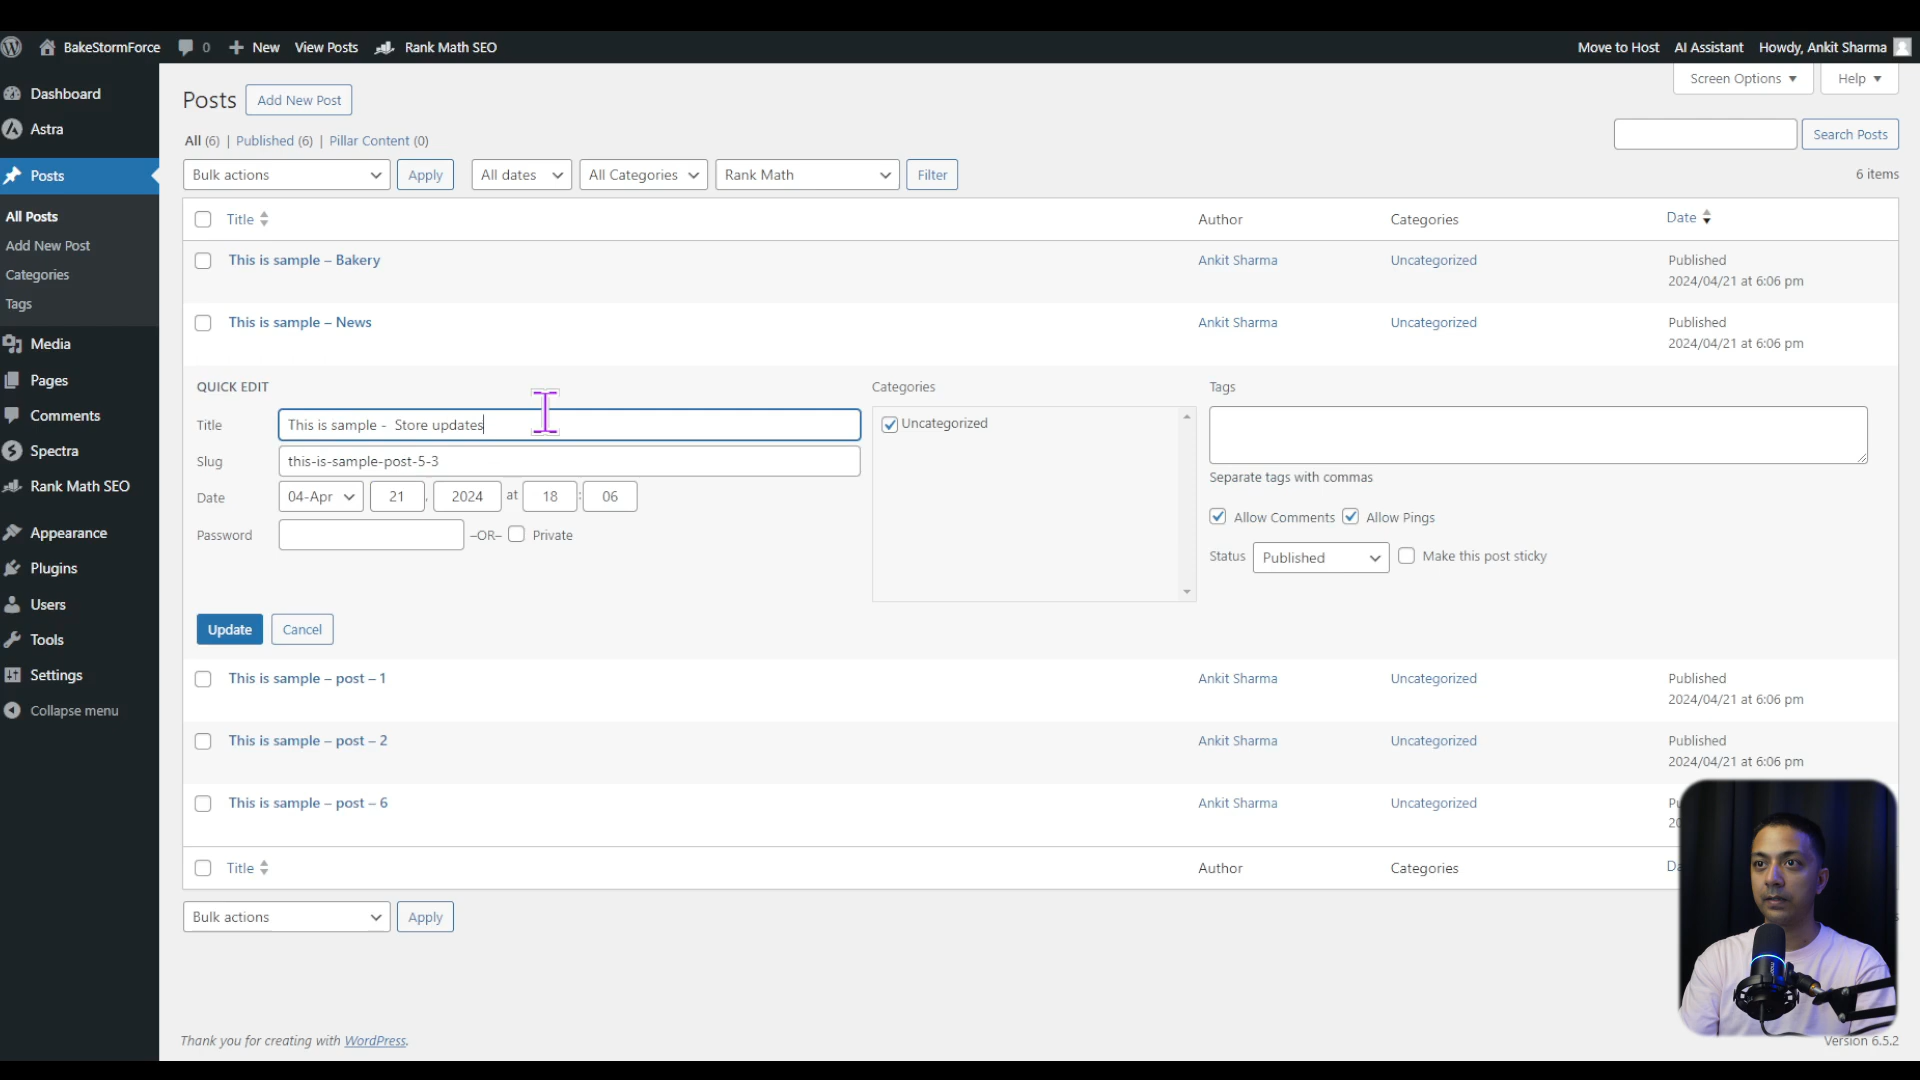 BakeStormForce 0 New View Posts Rank Math SEO Move to Host AI Assistant Howdy, Ankit Sharma
Screen Options Help
Dashboard
Astra
Posts
All Posts
Add New Post
Categories
Tags
Media
Pages
Comments
Spectra
Rank Math SEO
Appearance
Plugins
Users
Tools
Settings
Collapse menu
Posts Add New Post
All (6) | Published (6) | Pillar Content (0)
Search Posts
Bulk actions Apply All dates All Categories Rank Math Filter 6 items
Title Author Categories Date
This is sample – Bakery Ankit Sharma Uncategorized Published
2024/04/21 at 6:06 pm
This is sample – News Ankit Sharma Uncategorized Published
2024/04/21 at 6:06 pm
QUICK EDIT Categories Tags
Title This is sample -  Store updates Uncategorized
Slug this-is-sample-post-5-3 Separate tags with commas
Date 04-Apr 21 , 2024 at 18 : 06 Allow Comments Allow Pings
Password –OR– Private Status Published Make this post sticky
Update Cancel
This is sample – post – 1 Ankit Sharma Uncategorized Published
2024/04/21 at 6:06 pm
This is sample – post – 2 Ankit Sharma Uncategorized Published
2024/04/21 at 6:06 pm
This is sample – post – 6 Ankit Sharma Uncategorized
Title Author Categories
Bulk actions Apply
Thank you for creating with WordPress. Version 6.5.2